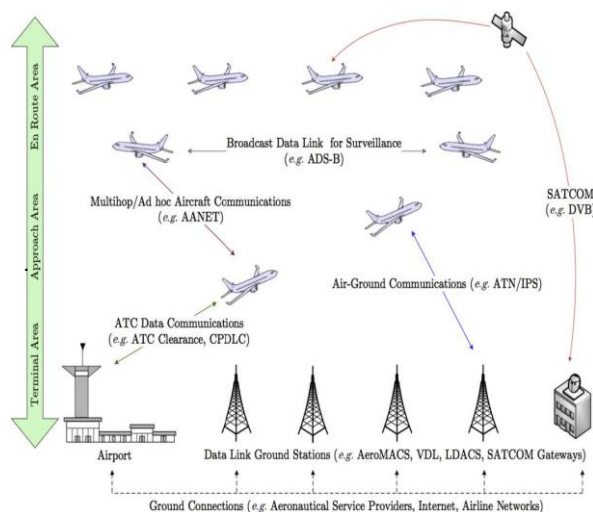 En Route Area
Broadcast Data Link for Surveillance
(e.g. ADS-B)
SATCOM
(e.g. DVB)
Multihop/Ad hoc Aircraft Communications
(e.g. AANET)
Approach Area
Air-Ground Communications (e.g. ATN/IPS)
ATC Data Communications
(e.g. ATC Clearance, CPDLC)
Terminal Area
Airport
Data Link Ground Stations (e.g. AeroMACS, VDL, LDACS, SATCOM Gateways)
Ground Connections (e.g. Aeronautical Service Providers, Internet, Airline Networks)